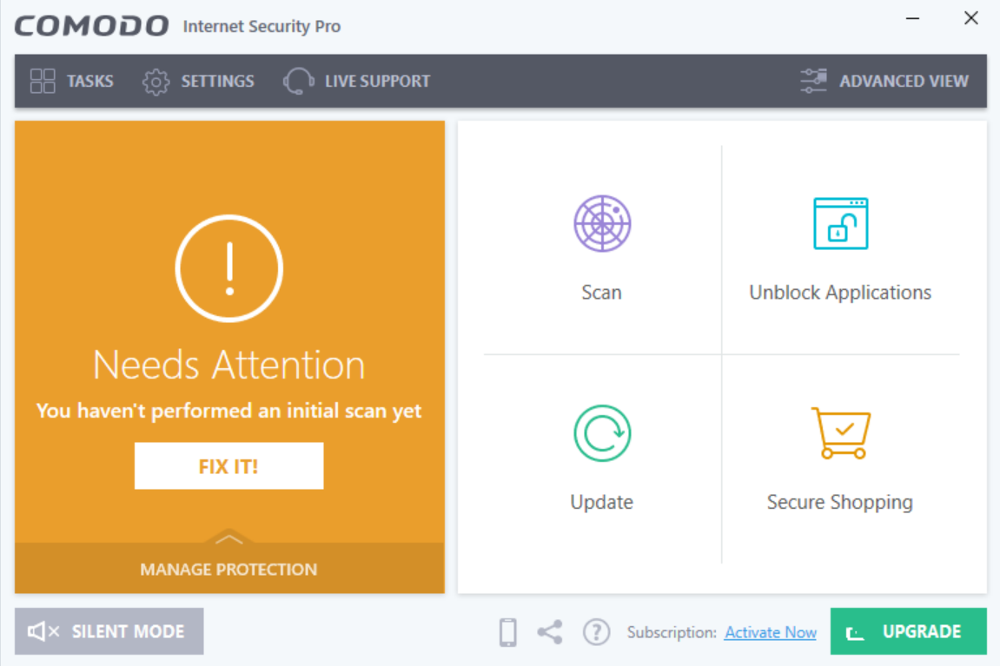 COMODO Internet Security Pro
TASKS SETTINGS LIVE SUPPORT ADVANCED VIEW
Needs Attention
You haven't performed an initial scan yet
FIX IT!
MANAGE PROTECTION
Scan
Unblock Applications
Update
Secure Shopping
SILENT MODE
Subscription: Activate Now
UPGRADE